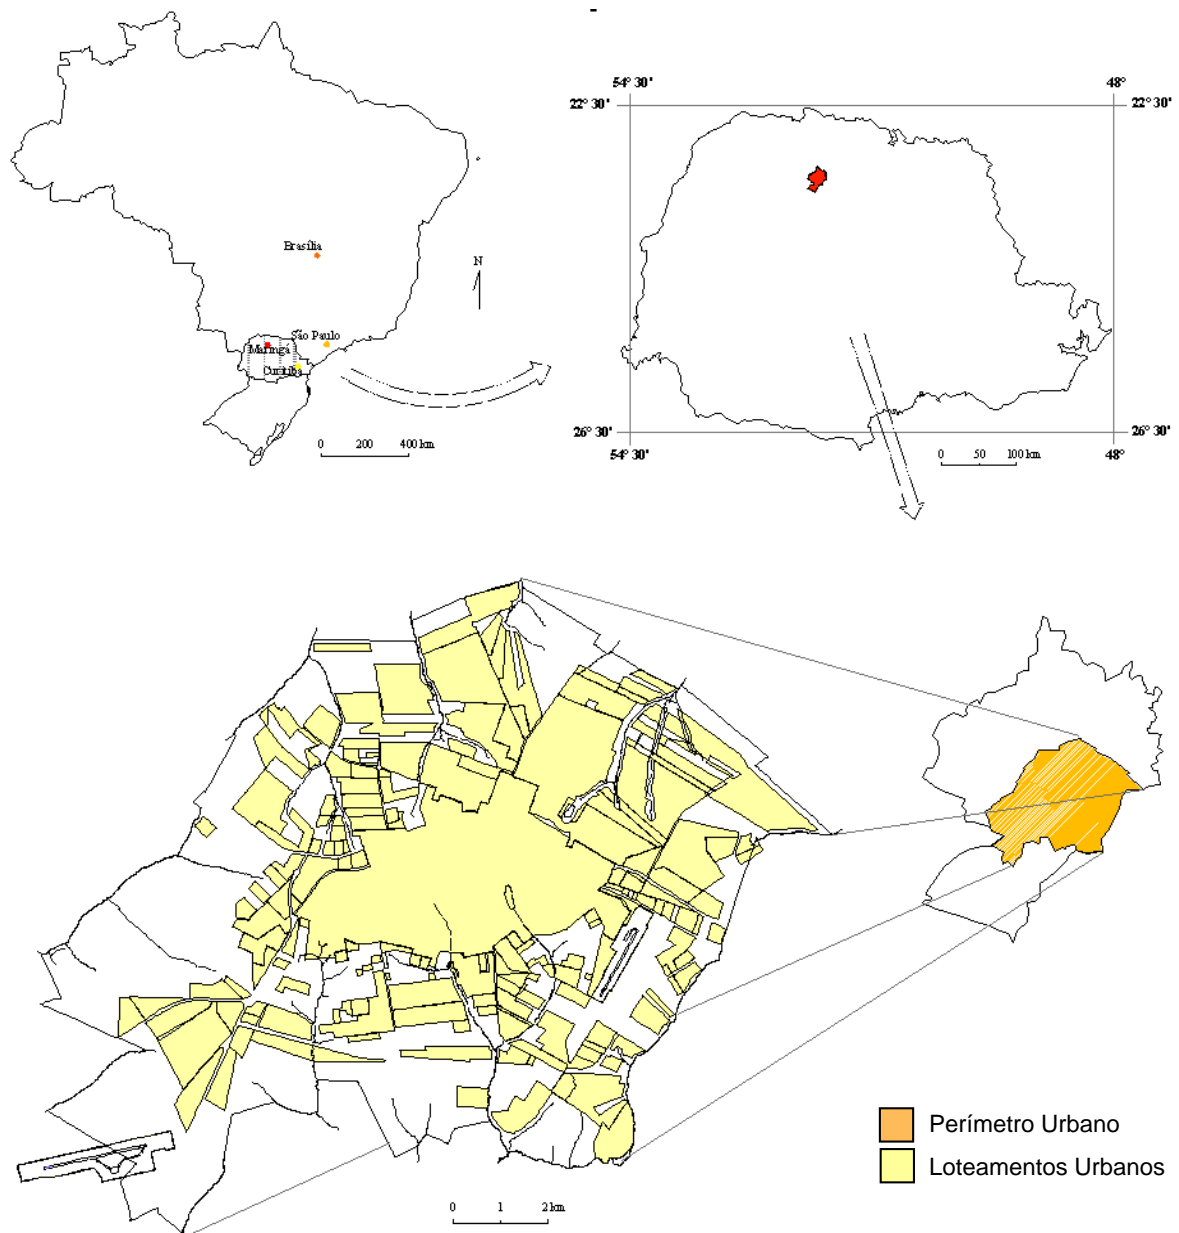 -
54° 30'
48°
22° 30'
22° 30'
Brasília
N
São Paulo
Maringá
Curitiba
0 200 400 km
26° 30'
26° 30'
54° 30'
48°
0 50 100 km
Perímetro Urbano
Loteamentos Urbanos
0 1 2 km